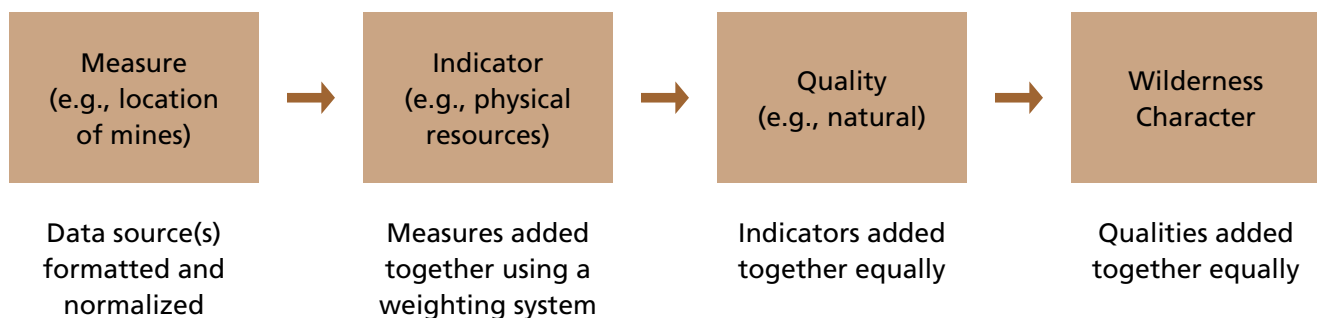 Measure
(e.g., location
of mines)
Indicator
(e.g., physical
resources)
Quality
(e.g., natural)
Wilderness
Character
Data source(s)
formatted and
normalized
Measures added
together using a
weighting system
Indicators added
together equally
Qualities added
together equally